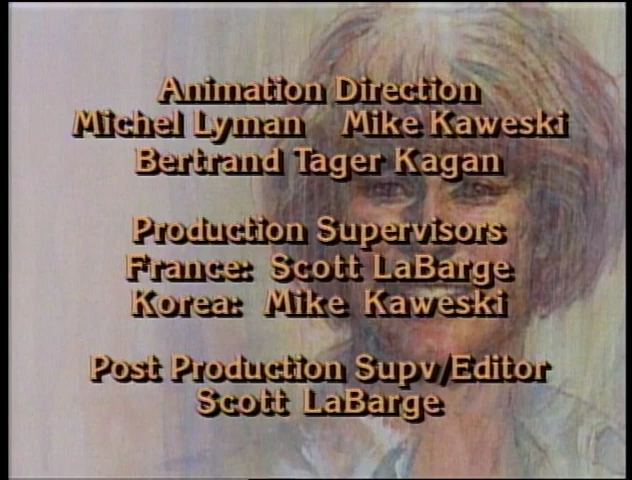 Animation Direction
Michel Lyman Mike Kaweski
Bertrand Tager Kagan
Production Supervisors
France: Scott LaBarge
Korea: Mike Kaweski
Post Production Supv/Editor
Scott LaBarge